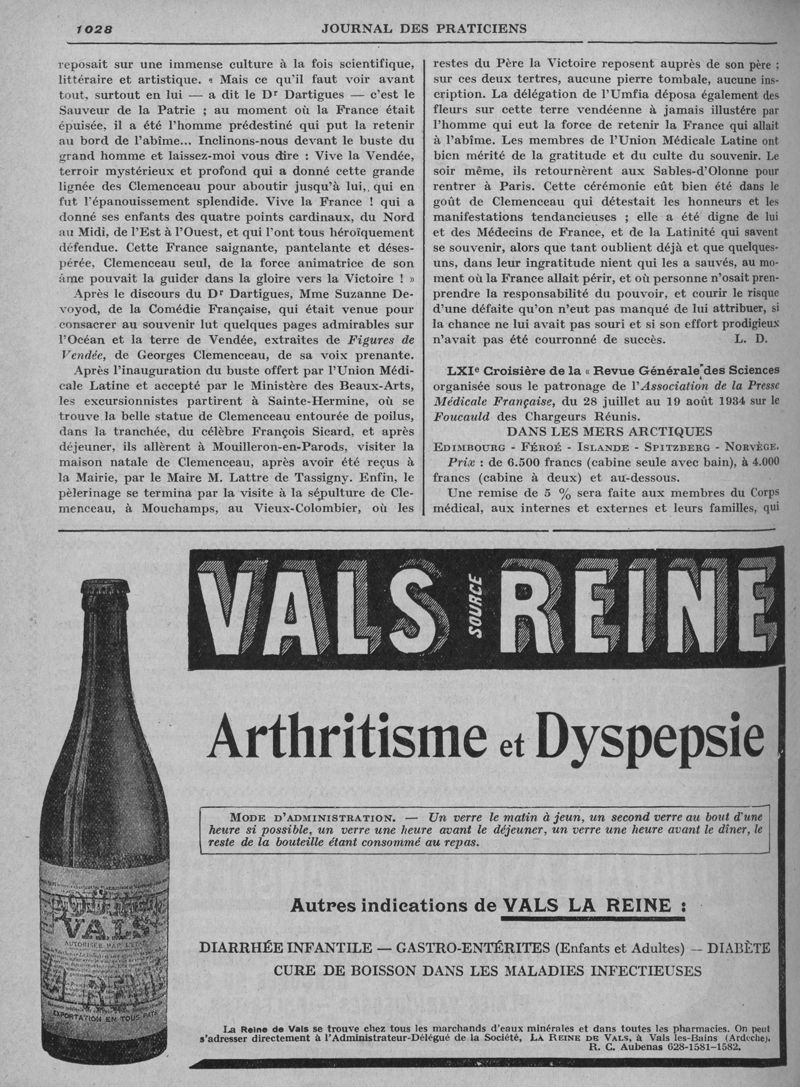 1028
JOURNAL DES PRATICIENS
reposait sur une immense culture à la fois scientifique,
littéraire et artistique. « Mais ce qu'il faut voir avant
tout, surtout en lui — a dit le Dr Dartigues — c'est le
Sauveur de la Patrie ; au moment où la France était
épuisée, il a été l'homme prédestiné qui put la retenir
au bord de l'abîme... Inclinons-nous devant le buste du
grand homme et laissez-moi vous dire : Vive la Vendée,
terroir mystérieux et profond qui a donné cette grande
lignée des Clemenceau pour aboutir jusqu'à lui, qui en
fut l'épanouissement splendide. Vive la France ! qui a
donné ses enfants des quatre points cardinaux, du Nord
au Midi, de l'Est à l'Ouest, et qui l'ont tous héroïquement
défendue. Cette France saignante, pantelante et déses-
pérée, Clemenceau seul, de la force animatrice de son
âme pouvait la guider dans la gloire vers la Victoire ! »
Après le discours du Dr Dartigues, Mme Suzanne De-
voyod, de la Comédie Française, qui était venue pour
consacrer au souvenir lut quelques pages admirables sur
l'Océan et la terre de Vendée, extraites de Figures de
Vendée, de Georges Clemenceau, de sa voix prenante.
Après l'inauguration du buste offert par l'Union Médi-
cale Latine et accepté par le Ministère des Beaux-Arts,
les excursionnistes partirent à Sainte-Hermine, où se
trouve la belle statue de Clemenceau entourée de poilus,
dans la tranchée, du célèbre François Sicard, et après
déjeuner, ils allèrent à Mouilleron-en-Parods, visiter la
maison natale de Clemenceau, après avoir été reçus à
la Mairie, par le Maire M. Lattre de Tassigny. Enfin, le
pèlerinage se termina par la visite à la sépulture de Cle-
menceau, à Mouchamps, au Vieux-Colombier, où les
restes du Père la Victoire reposent auprès de son père ;
sur ces deux tertres, aucune pierre tombale, aucune ins-
cription. La délégation de l'Umfia déposa également des
fleurs sur cette terre vendéenne à jamais illustrée par
l'homme qui eut la force de retenir la France qui allait
à l'abîme. Les membres de l'Union Médicale Latine ont
bien mérité de la gratitude et du culte du souvenir. Le
soir même, ils retournèrent aux Sables-d'Olonne pour
rentrer à Paris. Cette cérémonie eût bien été dans le
goût de Clemenceau qui détestait les honneurs et les
manifestations tendancieuses ; elle a été digne de lui
et des Médecins de France, et de la Latinité qui savent
se souvenir, alors que tant oublient déjà et que quelques-
uns, dans leur ingratitude nient qui les a sauvés, au mo-
ment où la France allait périr, et où personne n'osait pren-
prendre la responsabilité du pouvoir, et courir le risque
d'une défaite qu'on n'eut pas manqué de lui attribuer, si
la chance ne lui avait pas souri et si son effort prodigieux
n'avait pas été courronné de succès. L. D.
LXIe Croisière de la « Revue Générale des Sciences
organisée sous le patronage de l'Association de la Presse
Médicale Française, du 28 juillet au 19 août 1934 sur le
Foucauld des Chargeurs Réunis.
DANS LES MERS ARCTIQUES
EDIMBOURG - FÉROÉ - ISLANDE - SPITZBERG - NORVÈGE.
Prix : de 6.500 francs (cabine seule avec bain), à 4.000
francs (cabine à deux) et au-dessous.
Une remise de 5 % sera faite aux membres du Corps
médical, aux internes et externes et leurs familles, qui
VALS SOURCE REINE
Arthritisme et Dyspepsie
MODE D'ADMINISTRATION. — Un verre le matin à jeun, un second verre au bout d'une
heure si possible, un verre une heure avant le déjeuner, un verre une heure avant le dîner, le
reste de la bouteille étant consommé au repas.
Autres indications de VALS LA REINE :
DIARRHÉE INFANTILE — GASTRO-ENTÉRITES (Enfants et Adultes) — DIABÈTE
CURE DE BOISSON DANS LES MALADIES INFECTIEUSES
La Reine de Vals se trouve chez tous les marchands d'eaux minérales et dans toutes les pharmacies. On peut
s'adresser directement à l'Administrateur-Délégué de la Société, LA REINE DE VALS, à Vals les-Bains (Ardèche).
R. C. Aubenas 628-1581-1582.
VALS
AUTORISÉE PAR L'ÉTAT
REINE
EXPORTATION EN TOUS PAYS